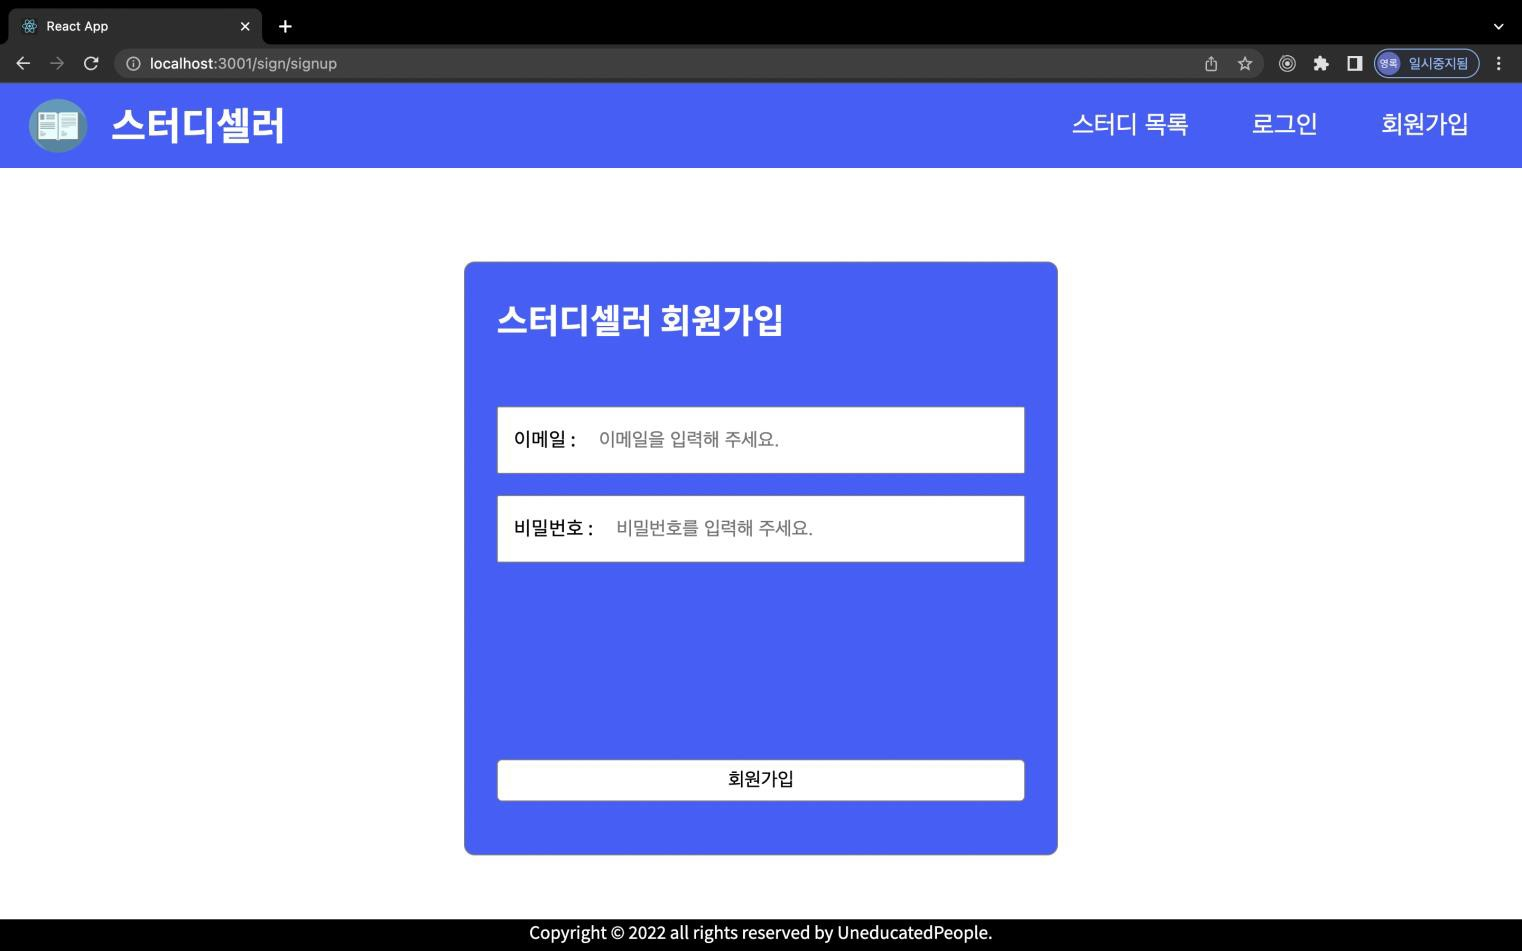 React App
localhost:3001/sign/signup
영록 일시중지됨
스터디셀러
스터디 목록 로그인 회원가입
스터디셀러 회원가입
이메일 : 이메일을 입력해 주세요.
비밀번호 : 비밀번호를 입력해 주세요.
회원가입
Copyright © 2022 all rights reserved by UneducatedPeople.